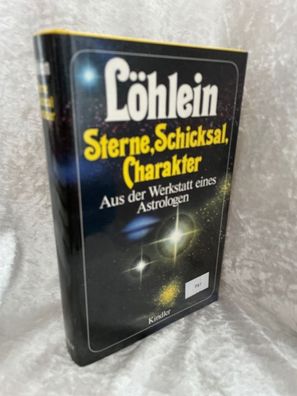 Löhlein
Sterne, Schicksal,
Charakter
Aus der Werkstatt eines
Astrologen
Kindler